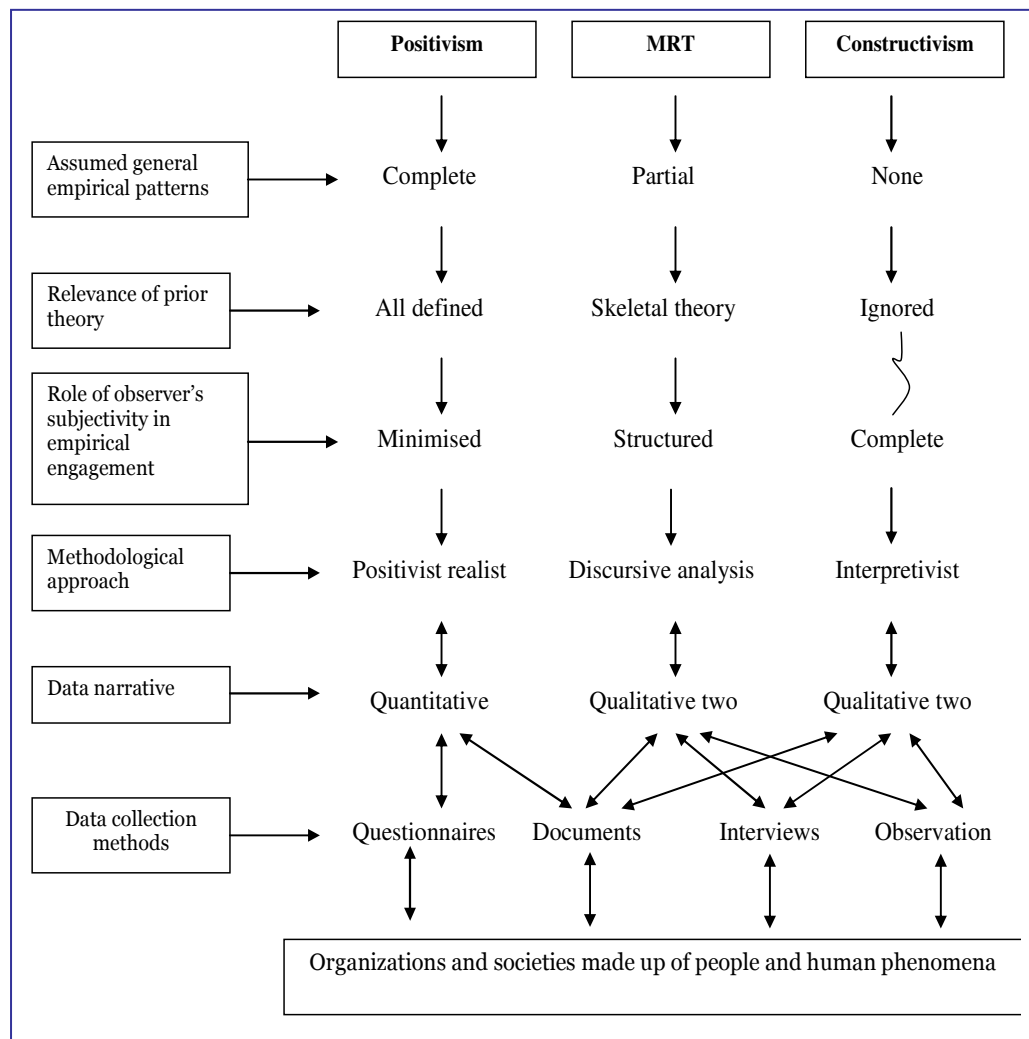 Positivism
MRT
Constructivism
Assumed general
empirical patterns
Complete
Partial
None
Relevance of prior
theory
All defined
Skeletal theory
Ignored
Role of observer’s
subjectivity in
empirical
engagement
Minimised
Structured
Complete
Methodological
approach
Positivist realist
Discursive analysis
Interpretivist
Data narrative
Quantitative
Qualitative two
Qualitative two
Data collection
methods
Questionnaires
Documents
Interviews
Observation
Organizations and societies made up of people and human phenomena